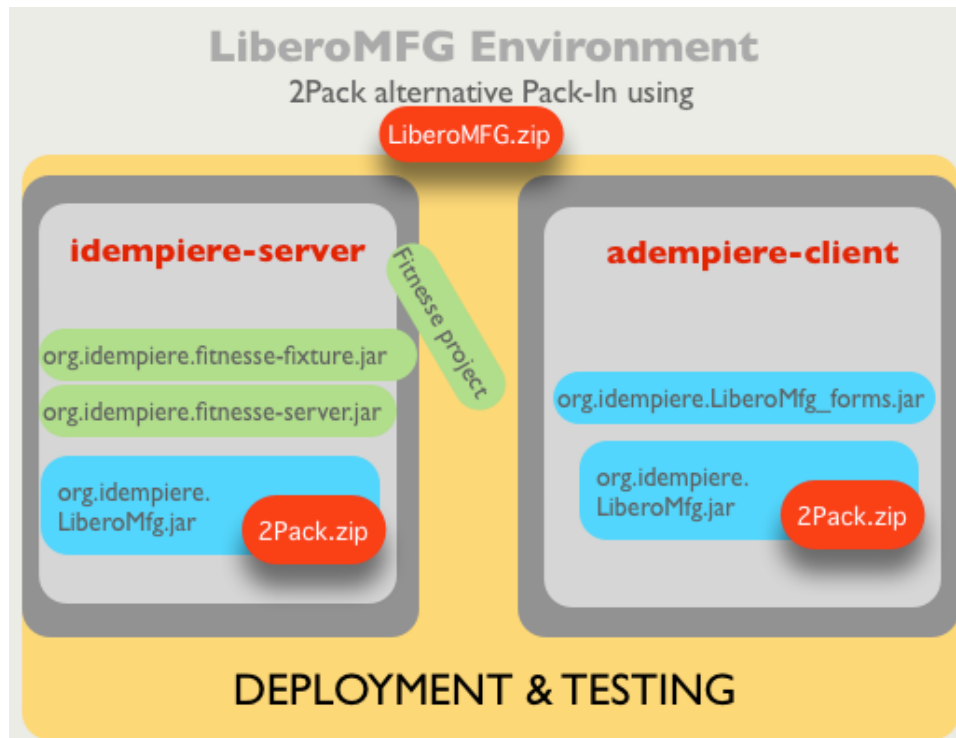 LiberoMFG Environment
2Pack alternative Pack-In using
LiberoMFG.zip
idempiere-server
Fitnesse project
org.idempiere.fitnesse-fixture.jar
org.idempiere.fitnesse-server.jar
org.idempiere.
LiberoMfg.jar
2Pack.zip
adempiere-client
org.idempiere.LiberoMfg_forms.jar
org.idempiere.
LiberoMfg.jar
2Pack.zip
DEPLOYMENT & TESTING